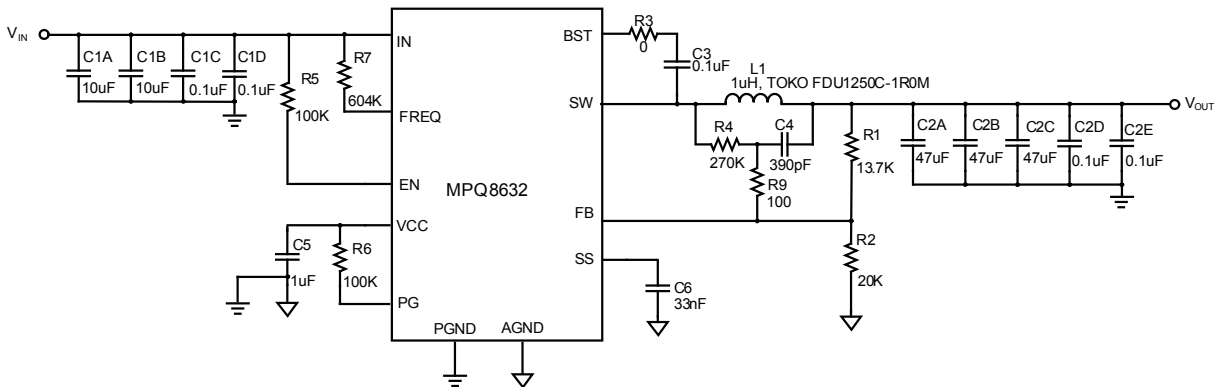 VIN
C1A
10uF
C1B
10uF
C1C
0.1uF
C1D
0.1uF
R5
100K
R7
604K
IN
FREQ
EN
VCC
PG
PGND
AGND
MPQ8632
BST
SW
FB
SS
C5
1uF
R6
100K
R3
0
C3
0.1uF
L1
1uH, TOKO FDU1250C-1R0M
R4
270K
C4
390pF
R9
100
R1
13.7K
R2
20K
C6
33nF
C2A
47uF
C2B
47uF
C2C
47uF
C2D
0.1uF
C2E
0.1uF
VOUT